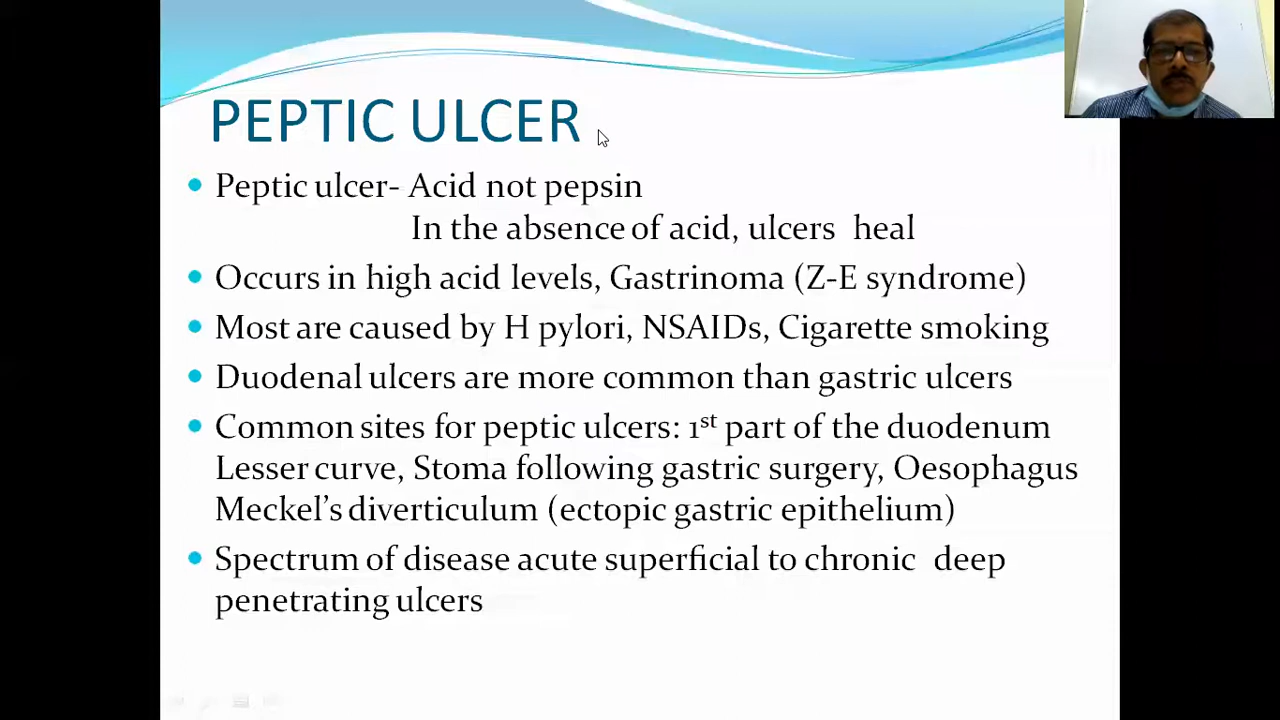 PEPTIC ULCER
• Peptic ulcer- Acid not pepsin
In the absence of acid, ulcers heal
• Occurs in high acid levels, Gastrinoma (Z-E syndrome)
• Most are caused by H pylori, NSAIDs, Cigarette smoking
• Duodenal ulcers are more common than gastric ulcers
• Common sites for peptic ulcers: 1st part of the duodenum
Lesser curve, Stoma following gastric surgery, Oesophagus
Meckel’s diverticulum (ectopic gastric epithelium)
• Spectrum of disease acute superficial to chronic deep
penetrating ulcers